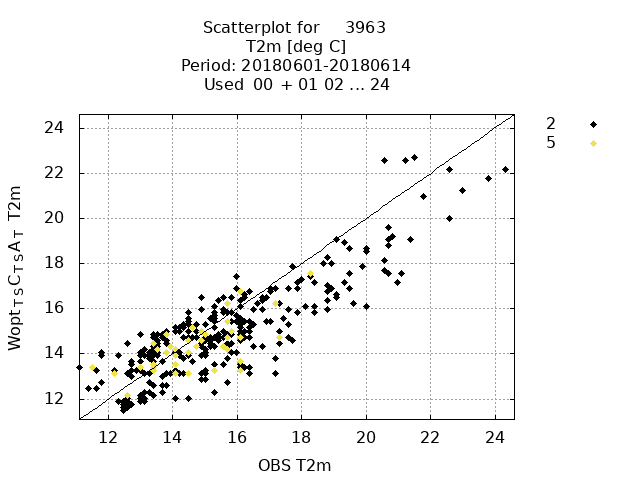 Scatterplot for 3963
T2m [deg C]
Period: 20180601-20180614
Used 00 + 01 02 ... 24
2
5
24
22
20
18
16
14
12
Wopt T S C T S A T T2m
12 14 16 18 20 22 24
OBS T2m